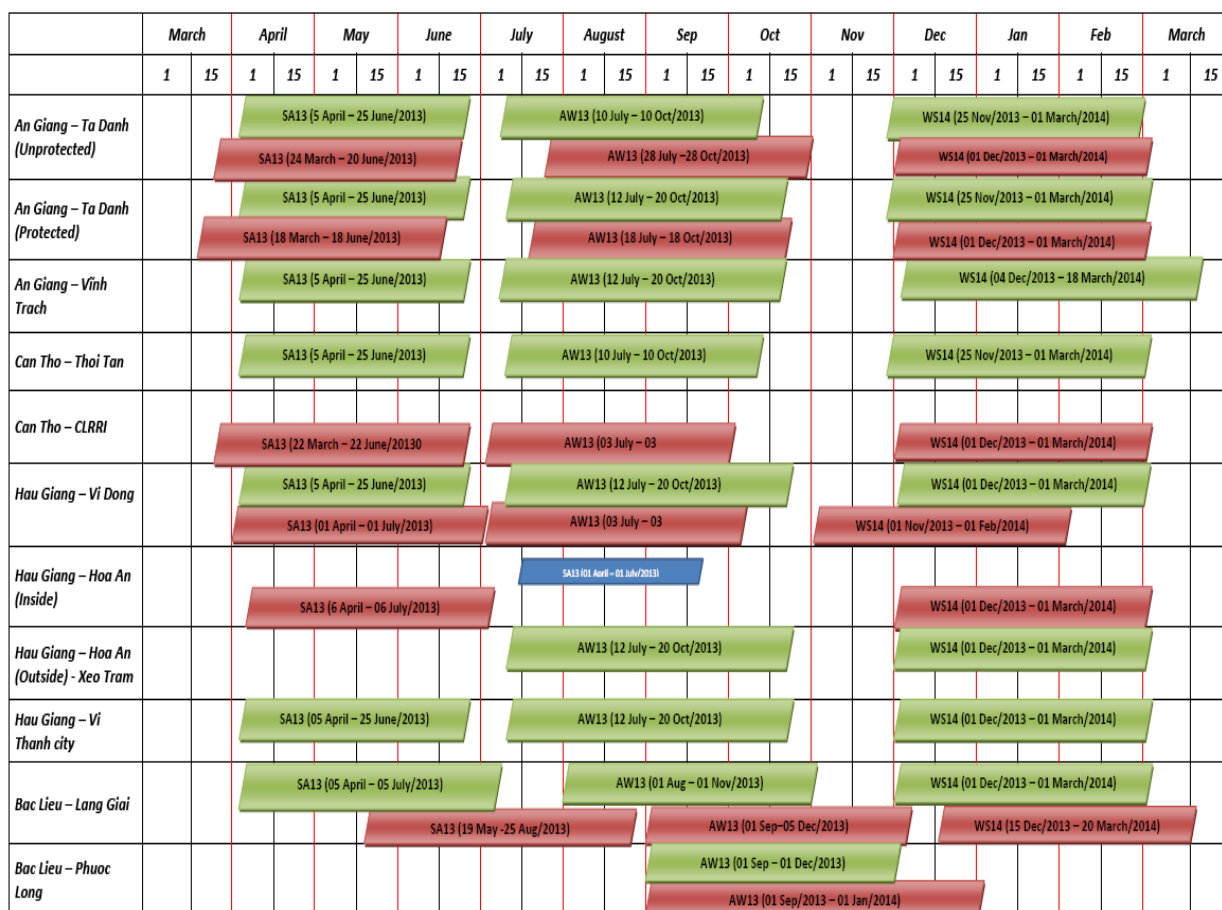 March April May June July August Sep Oct Nov Dec Jan Feb March
1 15 1 15 1 15 1 15 1 15 1 15 1 15 1 15 1 15 1 15 1 15 1 15 1 15
An Giang – Ta Danh
(Unprotected)
SA13 (5 April – 25 June/2013) AW13 (10 July – 10 Oct/2013) WS14 (25 Nov/2013 – 01 March/2014)
SA13 (24 March – 20 June/2013) AW13 (28 July –28 Oct/2013) WS14 (01 Dec/2013 – 01 March/2014)
An Giang – Ta Danh
(Protected)
SA13 (5 April – 25 June/2013) AW13 (12 July – 20 Oct/2013) WS14 (25 Nov/2013 – 01 March/2014)
SA13 (18 March – 18 June/2013) AW13 (18 July – 18 Oct/2013) WS14 (01 Dec/2013 – 01 March/2014)
An Giang – Vĩnh
Trach
SA13 (5 April – 25 June/2013) AW13 (12 July – 20 Oct/2013) WS14 (04 Dec/2013 – 18 March/2014)
Can Tho – Thoi Tan
SA13 (5 April – 25 June/2013) AW13 (10 July – 10 Oct/2013) WS14 (25 Nov/2013 – 01 March/2014)
Can Tho – CLRRI
SA13 (22 March – 22 June/20130 AW13 (03 July – 03 WS14 (01 Dec/2013 – 01 March/2014)
Hau Giang – Vi Dong
SA13 (5 April – 25 June/2013) AW13 (12 July – 20 Oct/2013) WS14 (01 Dec/2013 – 01 March/2014)
SA13 (01 April – 01 July/2013) AW13 (03 July – 03 WS14 (01 Nov/2013 – 01 Feb/2014)
Hau Giang – Hoa An
(Inside)
SA13 (01 April – 01 July/2013)
SA13 (6 April – 06 July/2013) WS14 (01 Dec/2013 – 01 March/2014)
Hau Giang – Hoa An
(Outside) - Xeo Tram
AW13 (12 July – 20 Oct/2013) WS14 (01 Dec/2013 – 01 March/2014)
Hau Giang – Vi
Thanh city
SA13 (05 April – 25 June/2013) AW13 (12 July – 20 Oct/2013) WS14 (01 Dec/2013 – 01 March/2014)
Bac Lieu – Lang Giai
SA13 (05 April – 05 July/2013) AW13 (01 Aug – 01 Nov/2013) WS14 (01 Dec/2013 – 01 March/2014)
SA13 (19 May -25 Aug/2013) AW13 (01 Sep–05 Dec/2013) WS14 (15 Dec/2013 – 20 March/2014)
Bac Lieu – Phuoc
Long
AW13 (01 Sep – 01 Dec/2013)
AW13 (01 Sep/2013 – 01 Jan/2014)